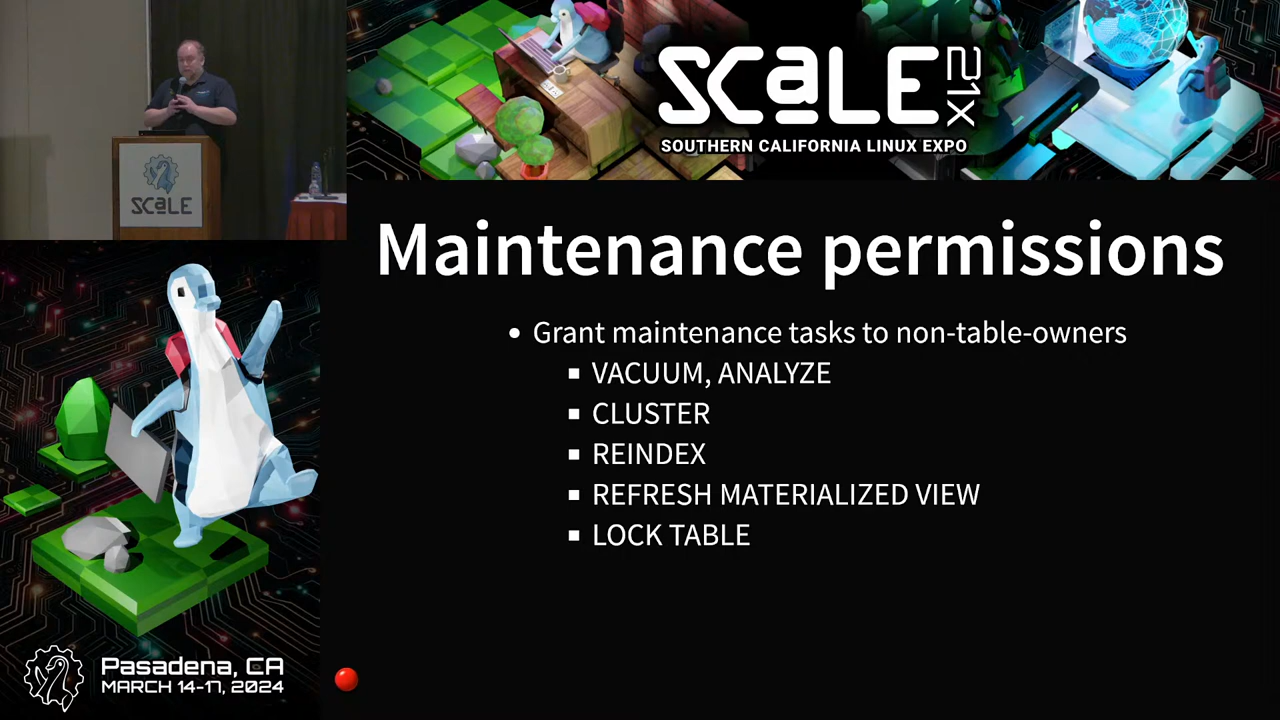 SCALE
SCALE 21X
SOUTHERN CALIFORNIA LINUX EXPO
Maintenance permissions
• Grant maintenance tasks to non-table-owners
▪ VACUUM, ANALYZE
▪ CLUSTER
▪ REINDEX
▪ REFRESH MATERIALIZED VIEW
▪ LOCK TABLE
Pasadena, CA
MARCH 14-17, 2024